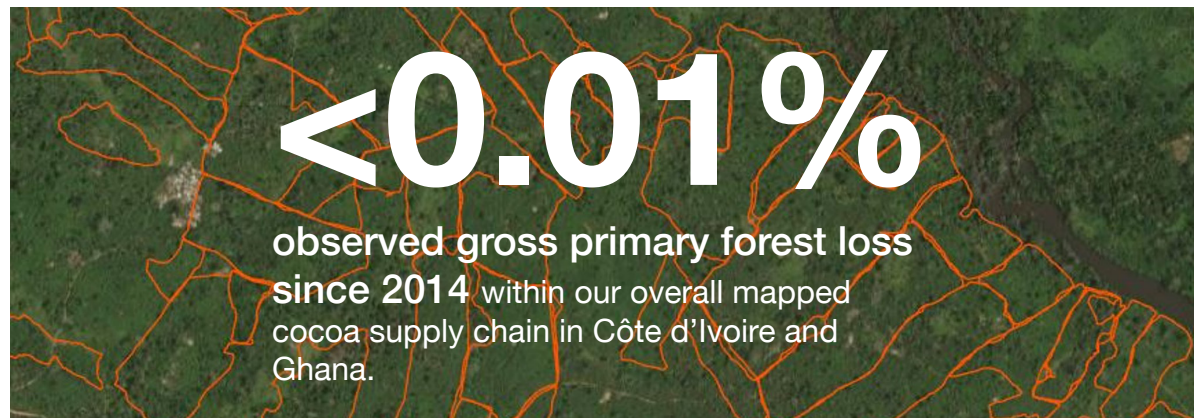 <0.01%
observed gross primary forest loss
since 2014 within our overall mapped
cocoa supply chain in Côte d’Ivoire and
Ghana.